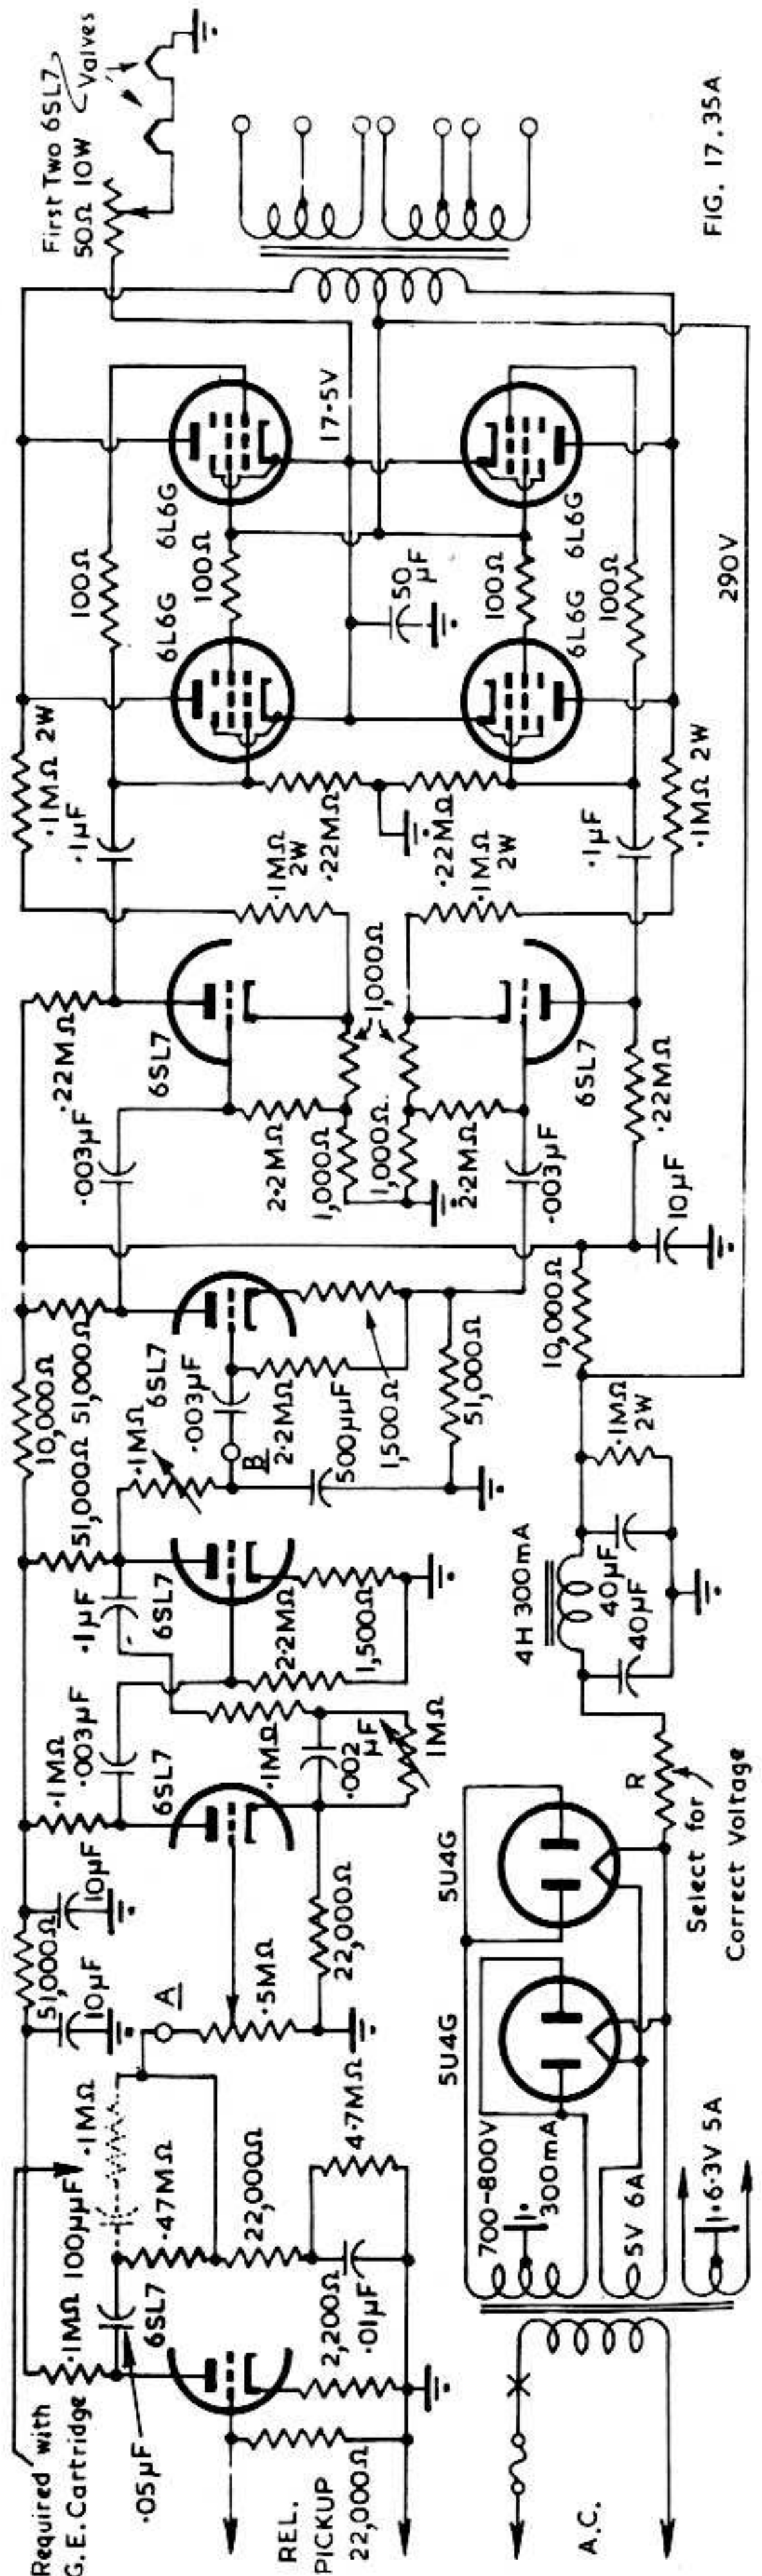 Required with
G.E. Cartridge
.1MΩ
100μμF
.1MΩ
.05μF
6SL7
.47MΩ
22,000Ω
4.7MΩ
2,200Ω
.01μF
REL.
PICKUP
22,000Ω
A
.5MΩ
51,000Ω
10μF
10μF
.1MΩ
.003μF
6SL7
22,000Ω
.1MΩ
.002
μF
1MΩ
.1μF
6SL7
2.2MΩ
1,500Ω
10,000Ω
51,000Ω
51,000Ω
.1MΩ
.003μF
6SL7
B
2.2MΩ
500μμF
1,500Ω
51,000Ω
.003μF
.22MΩ
6SL7
2.2MΩ
1,000Ω
1,000Ω
1,000Ω
2.2MΩ
.003μF
6SL7
.22MΩ
10μF
10,000Ω
.1MΩ 2W
.1μF
.1MΩ
2W
.22MΩ
.22MΩ
.1MΩ
2W
.1μF
.1MΩ 2W
100Ω
6L6G
6L6G
100Ω
17.5V
50
μF
100Ω
6L6G
6L6G
100Ω
290V
First Two 6SL7
Valves
50Ω 10W
A.C.
700-800V
300mA
5V 6A
6.3V 5A
5U4G
5U4G
R
Select for
Correct Voltage
4H 300mA
40μF
40μF
.1MΩ
2W
FIG. 17.35A